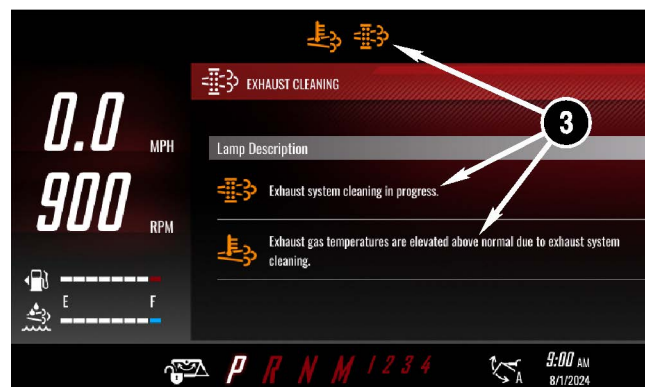 EXHAUST CLEANING
3
0.0 MPH
Lamp Description
Exhaust system cleaning in progress.
900 RPM
Exhaust gas temperatures are elevated above normal due to exhaust system
cleaning.
E F
P R N M 1 2 3 4
A
9:00 AM
8/1/2024